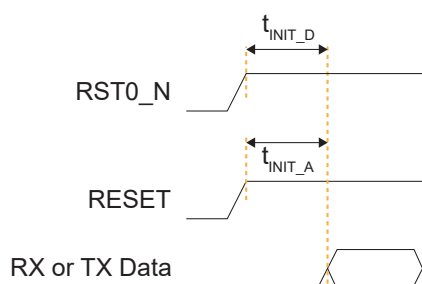 tINIT_D
RST0_N
tINIT_A
RESET
RX or TX Data